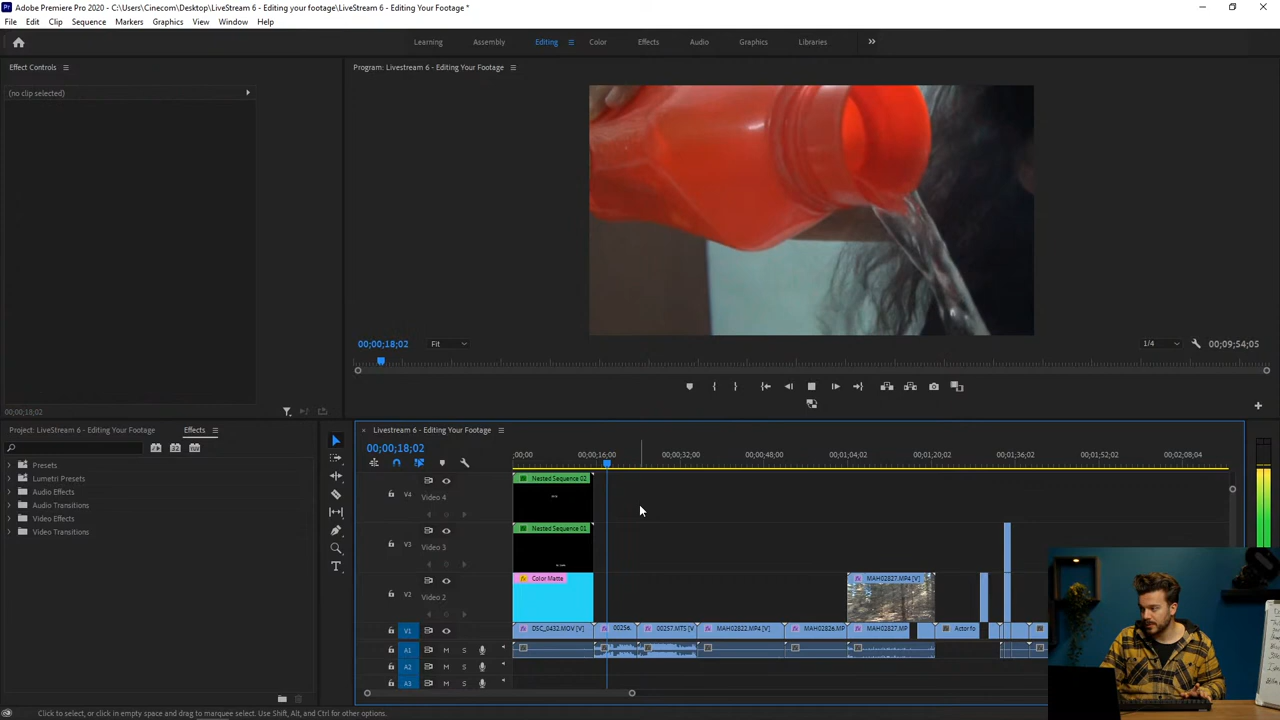 Adobe Premiere Pro 2020 - C:\Users\Cinecom\Desktop\LiveStream 6 - Editing your footage\LiveStream 6 - Editing Your Footage *
File Edit Clip Sequence Markers Graphics View Window Help
Learning Assembly Editing Effects Color Audio Graphics Libraries
Effect Controls
Program: Livestream 6 - Editing Your Footage
(no clip selected)
00;00;18;02 Fit 1/4 00;09;54;05
00;00;18;02
Project: LiveStream 6 - Editing Your Footage Effects
LiveStream 6 - Editing Your Footage
00;00;18;02
;00;00 00;00;16;00 00;00;32;00 00;00;48;00 00;01;04;02 00;01;20;02 00;01;36;02 00;01;52;02 00;02;08;04
Presets
Lumetri Presets
Audio Effects
Audio Transitions
Video Effects
Video Transitions
V4 Video 4 Nested Sequence 02
V3 Video 3 Nested Sequence 01
V2 Video 2 Color Matte MAH02827.MP4 [V]
V1 DSC_0432.MOV [V] 00256. 00257.MTS [V MAH02822.MP4 [V] MAH02826.MP MAH02827.MP Actor fo
A1 M S
A2 M S
A3 M S
Click to select, or click in empty space and drag to marquee select. Use Shift, Alt, and Ctrl for other options.